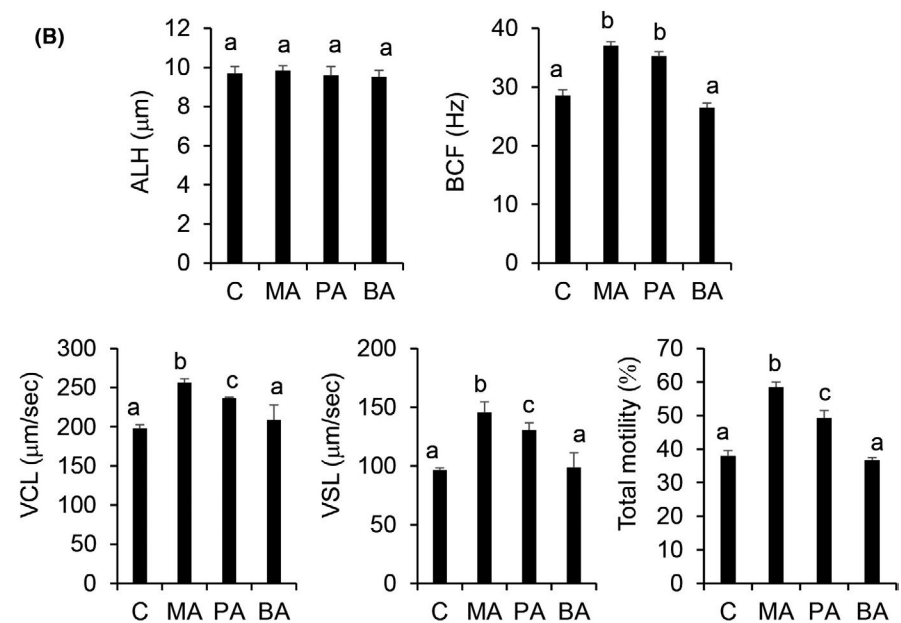 (B)
ALH (μm)
12
10
8
6
4
2
0
a a a a
C MA PA BA
BCF (Hz)
40
30
20
10
0
a b b a
C MA PA BA
VCL (μm/sec)
300
250
200
150
100
50
0
a b c a
C MA PA BA
VSL (μm/sec)
200
150
100
50
0
a b c a
C MA PA BA
Total motility (%)
70
60
50
40
30
20
10
0
a b c a
C MA PA BA